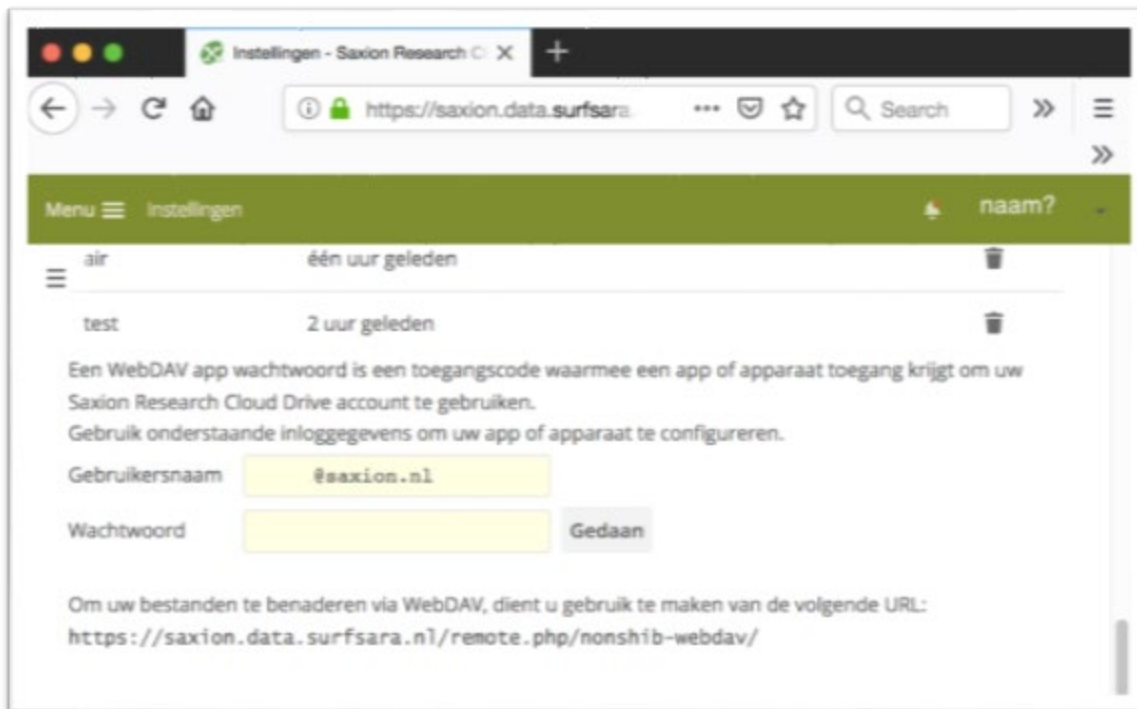 Instellingen - Saxion Research C
https://saxion.data.surfsara.
Search
Menu Instellingen naam?
air één uur geleden
test 2 uur geleden
Een WebDAV app wachtwoord is een toegangscode waarmee een app of apparaat toegang krijgt om uw
Saxion Research Cloud Drive account te gebruiken.
Gebruik onderstaande inloggegevens om uw app of apparaat te configureren.
Gebruikersnaam @saxion.nl
Wachtwoord Gedaan
Om uw bestanden te benaderen via WebDAV, dient u gebruik te maken van de volgende URL:
https://saxion.data.surfsara.nl/remote.php/nonshib-webdav/